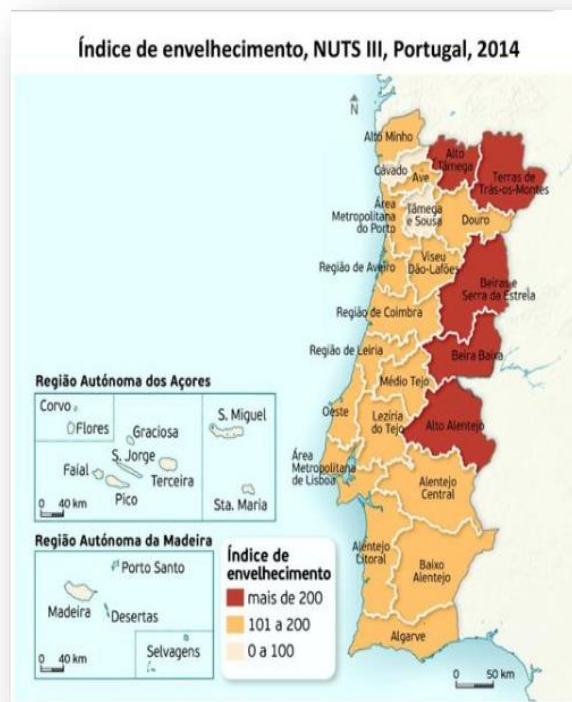 Índice de envelhecimento, NUTS III, Portugal, 2014
N
Alto Minho
Cávado
Ave
Alto
Tâmega
Terras de
Trás-os-Montes
Área
Metropolitana
do Porto
Tâmega
e Sousa
Douro
Região de Aveiro
Viseu
Dão-Lafões
Beiras e
Serra da Estrela
Região de Coimbra
Região de Leiria
Beira Baixa
Médio Tejo
Oeste
Lezíria
do Tejo
Alto Alentejo
Área
Metropolitana
de Lisboa
Alentejo
Central
Alentejo
Litoral
Baixo
Alentejo
Algarve
0 50 km
Região Autónoma dos Açores
Corvo
Flores
Graciosa
S. Jorge
Faial
Terceira
Pico
S. Miguel
Sta. Maria
0 40 km
Região Autónoma da Madeira
Porto Santo
Madeira
Desertas
Selvagens
0 40 km
Índice de
envelhecimento
mais de 200
101 a 200
0 a 100